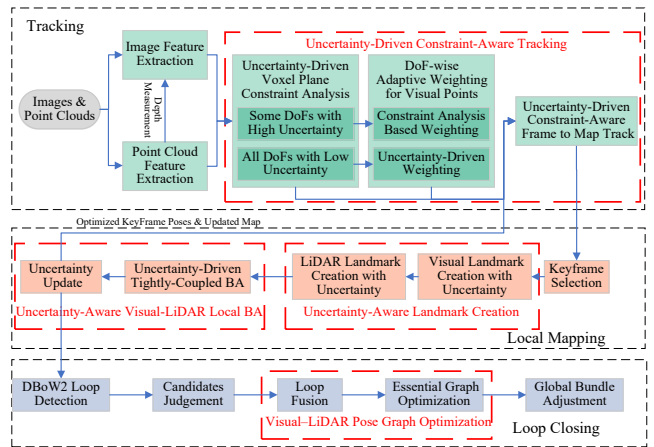 Tracking
Image Feature
Extraction
Images &
Point Clouds
Depth
Measurement
Point Cloud
Feature
Extraction
Uncertainty-Driven Constraint-Aware Tracking
Uncertainty-Driven
Voxel Plane
Constraint Analysis
Some DoFs with
High Uncertainty
All DoFs with Low
Uncertainty
DoF-wise
Adaptive Weighting
for Visual Points
Constraint Analysis
Based Weighting
Uncertainty-Driven
Weighting
Uncertainty-Driven
Constraint-Aware
Frame to Map Track
Optimized KeyFrame Poses & Updated Map
Uncertainty
Update
Uncertainty-Driven
Tightly-Coupled BA
Uncertainty-Aware Visual-LiDAR Local BA
LiDAR Landmark
Creation with
Uncertainty
Visual Landmark
Creation with
Uncertainty
Uncertainty-Aware Landmark Creation
Keyframe
Selection
Local Mapping
DBoW2 Loop
Detection
Candidates
Judgement
Loop
Fusion
Essential Graph
Optimization
Visual–LiDAR Pose Graph Optimization
Global Bundle
Adjustment
Loop Closing